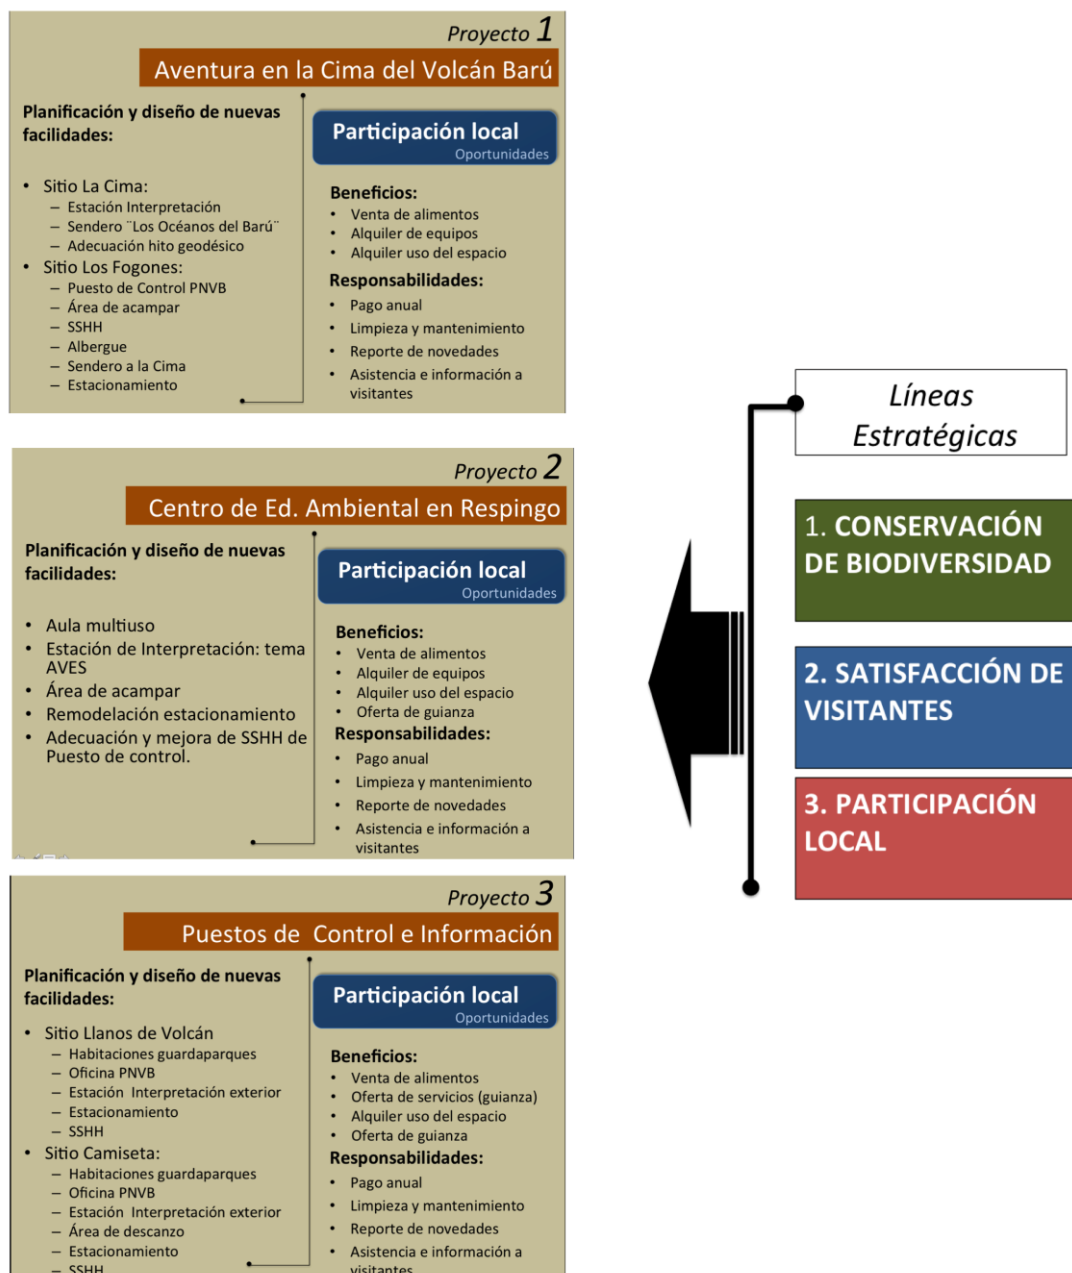 Proyecto 1
Aventura en la Cima del Volcán Barú
Planificación y diseño de nuevas
facilidades:
• Sitio La Cima:
– Estación Interpretación
– Sendero ¨Los Océanos del Barú¨
– Adecuación hito geodésico
• Sitio Los Fogones:
– Puesto de Control PNVB
– Área de acampar
– SSHH
– Albergue
– Sendero a la Cima
– Estacionamiento
Participación local
Oportunidades
Beneficios:
• Venta de alimentos
• Alquiler de equipos
• Alquiler uso del espacio
Responsabilidades:
• Pago anual
• Limpieza y mantenimiento
• Reporte de novedades
• Asistencia e información a
visitantes
Proyecto 2
Centro de Ed. Ambiental en Respingo
Planificación y diseño de nuevas
facilidades:
• Aula multiuso
• Estación de Interpretación: tema
AVES
• Área de acampar
• Remodelación estacionamiento
• Adecuación y mejora de SSHH de
Puesto de control.
Participación local
Oportunidades
Beneficios:
• Venta de alimentos
• Alquiler de equipos
• Alquiler uso del espacio
• Oferta de guianza
Responsabilidades:
• Pago anual
• Limpieza y mantenimiento
• Reporte de novedades
• Asistencia e información a
visitantes
Proyecto 3
Puestos de Control e Información
Planificación y diseño de nuevas
facilidades:
• Sitio Llanos de Volcán
– Habitaciones guardaparques
– Oficina PNVB
– Estación Interpretación exterior
– Estacionamiento
– SSHH
• Sitio Camiseta:
– Habitaciones guardaparques
– Oficina PNVB
– Estación Interpretación exterior
– Área de descanzo
– Estacionamiento
– SSHH
Participación local
Oportunidades
Beneficios:
• Venta de alimentos
• Oferta de servicios (guianza)
• Alquiler uso del espacio
• Oferta de guianza
Responsabilidades:
• Pago anual
• Limpieza y mantenimiento
• Reporte de novedades
• Asistencia e información a
visitantes
Líneas
Estratégicas
1. CONSERVACIÓN
DE BIODIVERSIDAD
2. SATISFACCIÓN DE
VISITANTES
3. PARTICIPACIÓN
LOCAL